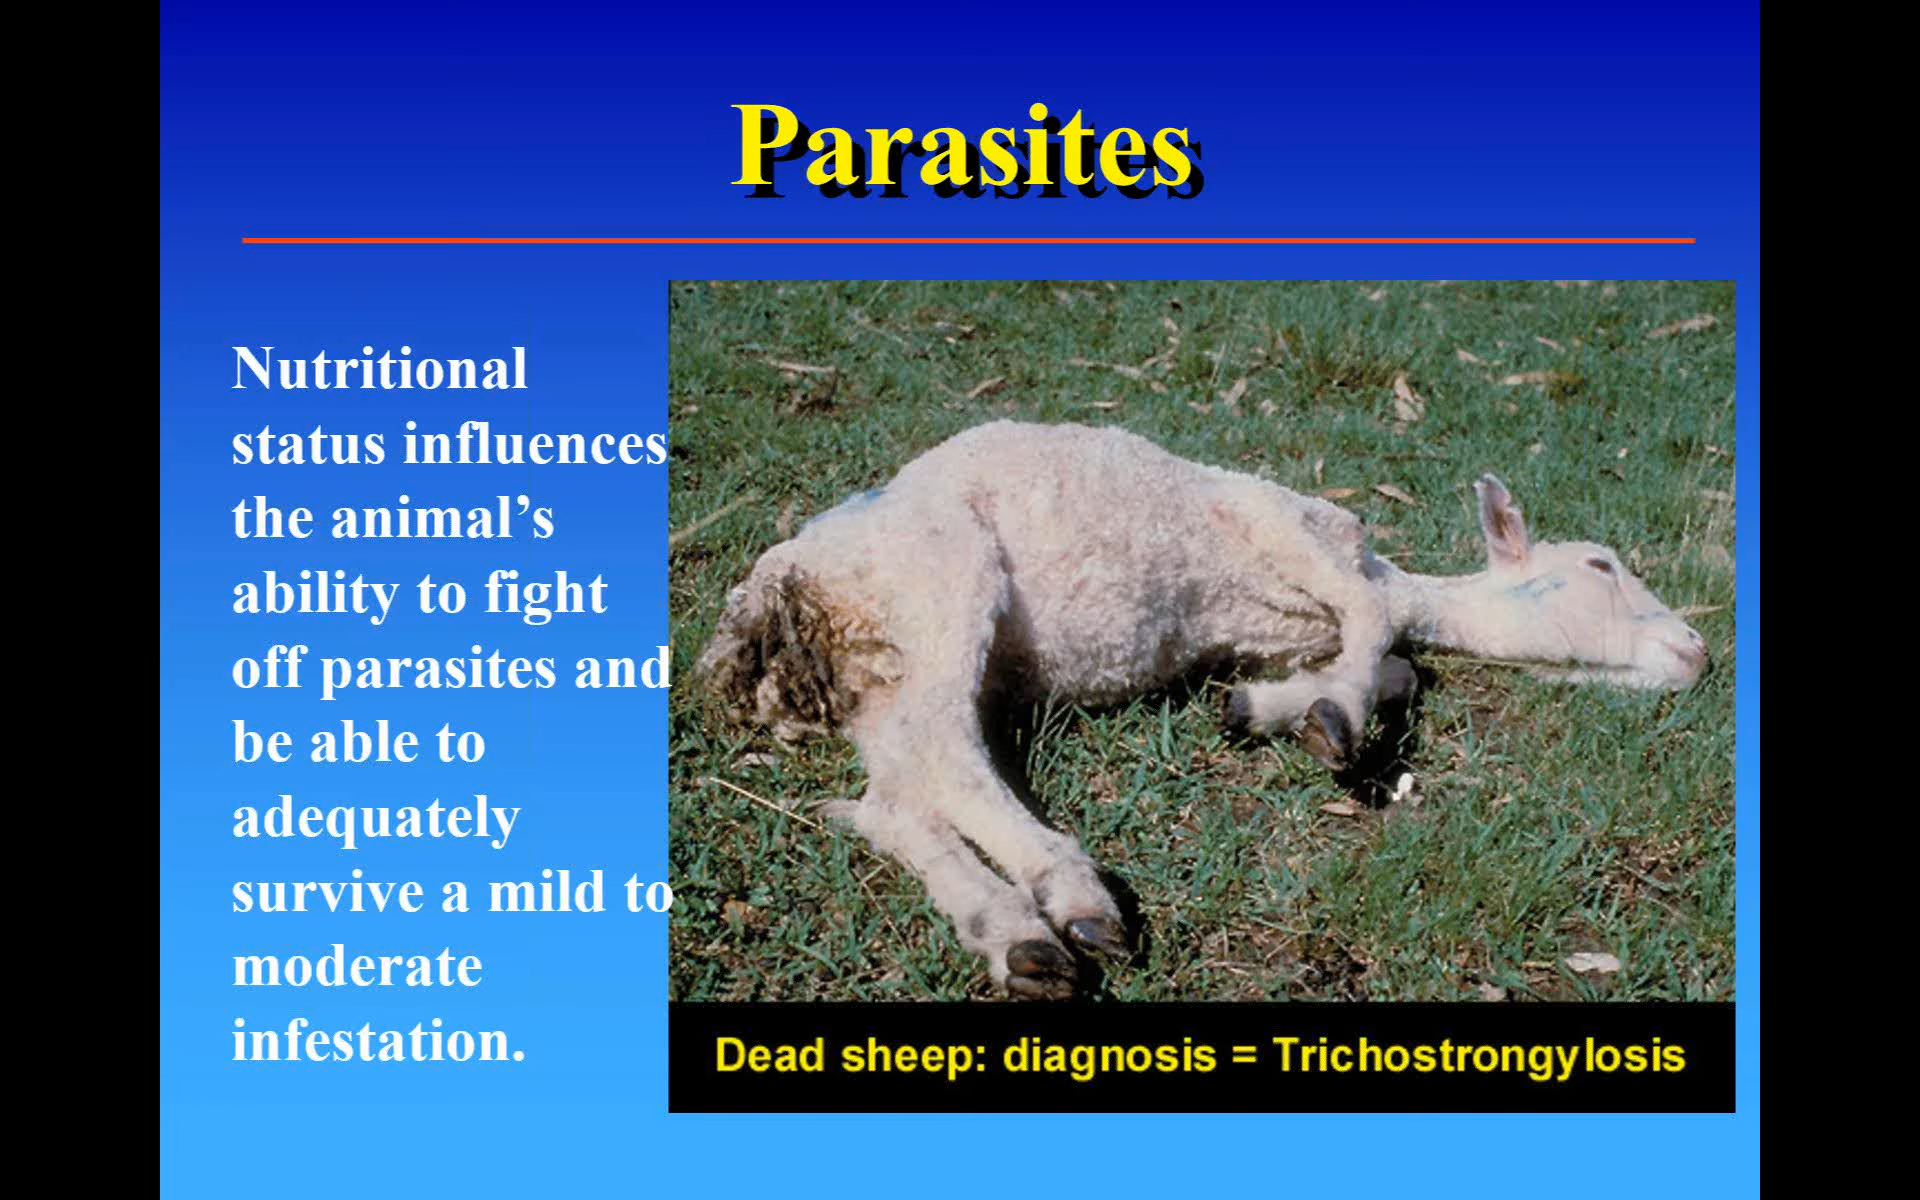 Parasites
Nutritional
status influences
the animal’s
ability to fight
off parasites and
be able to
adequately
survive a mild to
moderate
infestation.
Dead sheep: diagnosis = Trichostrongylosis